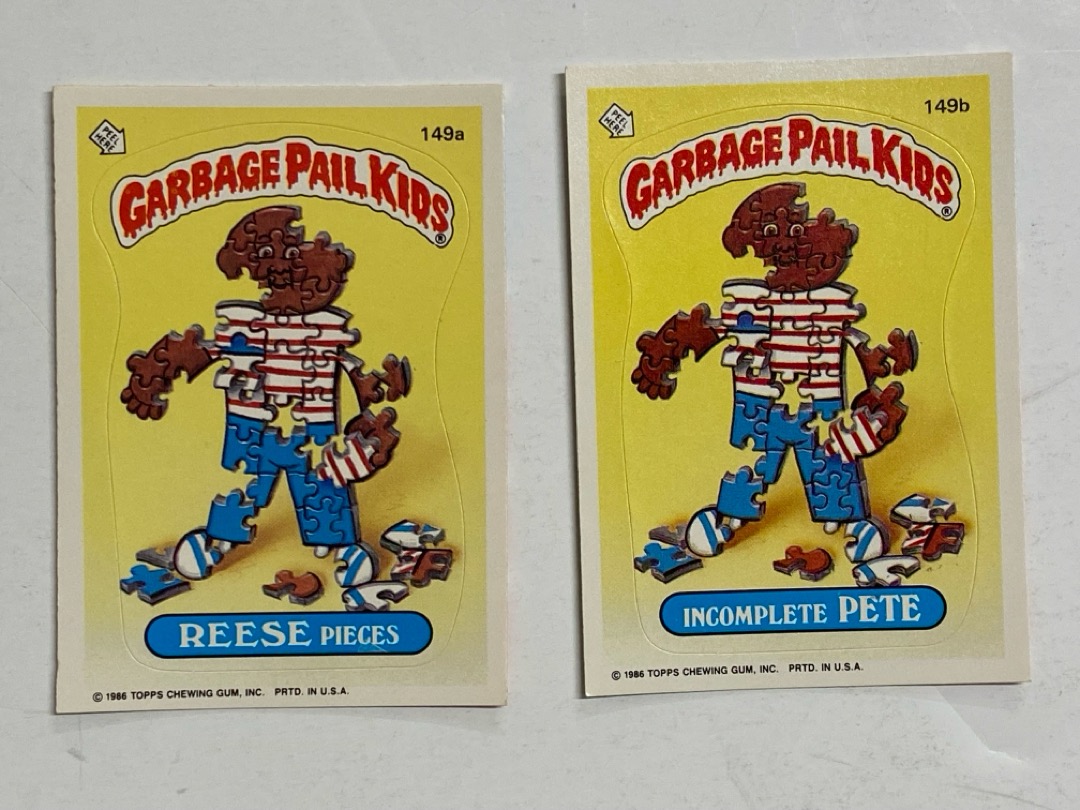 PEEL HERE
149a
GARBAGE PAIL KIDS®
REESE PIECES
© 1986 TOPPS CHEWING GUM, INC. PRTD. IN U.S.A.
PEEL HERE
149b
GARBAGE PAIL KIDS®
INCOMPLETE PETE
© 1986 TOPPS CHEWING GUM, INC. PRTD. IN U.S.A.